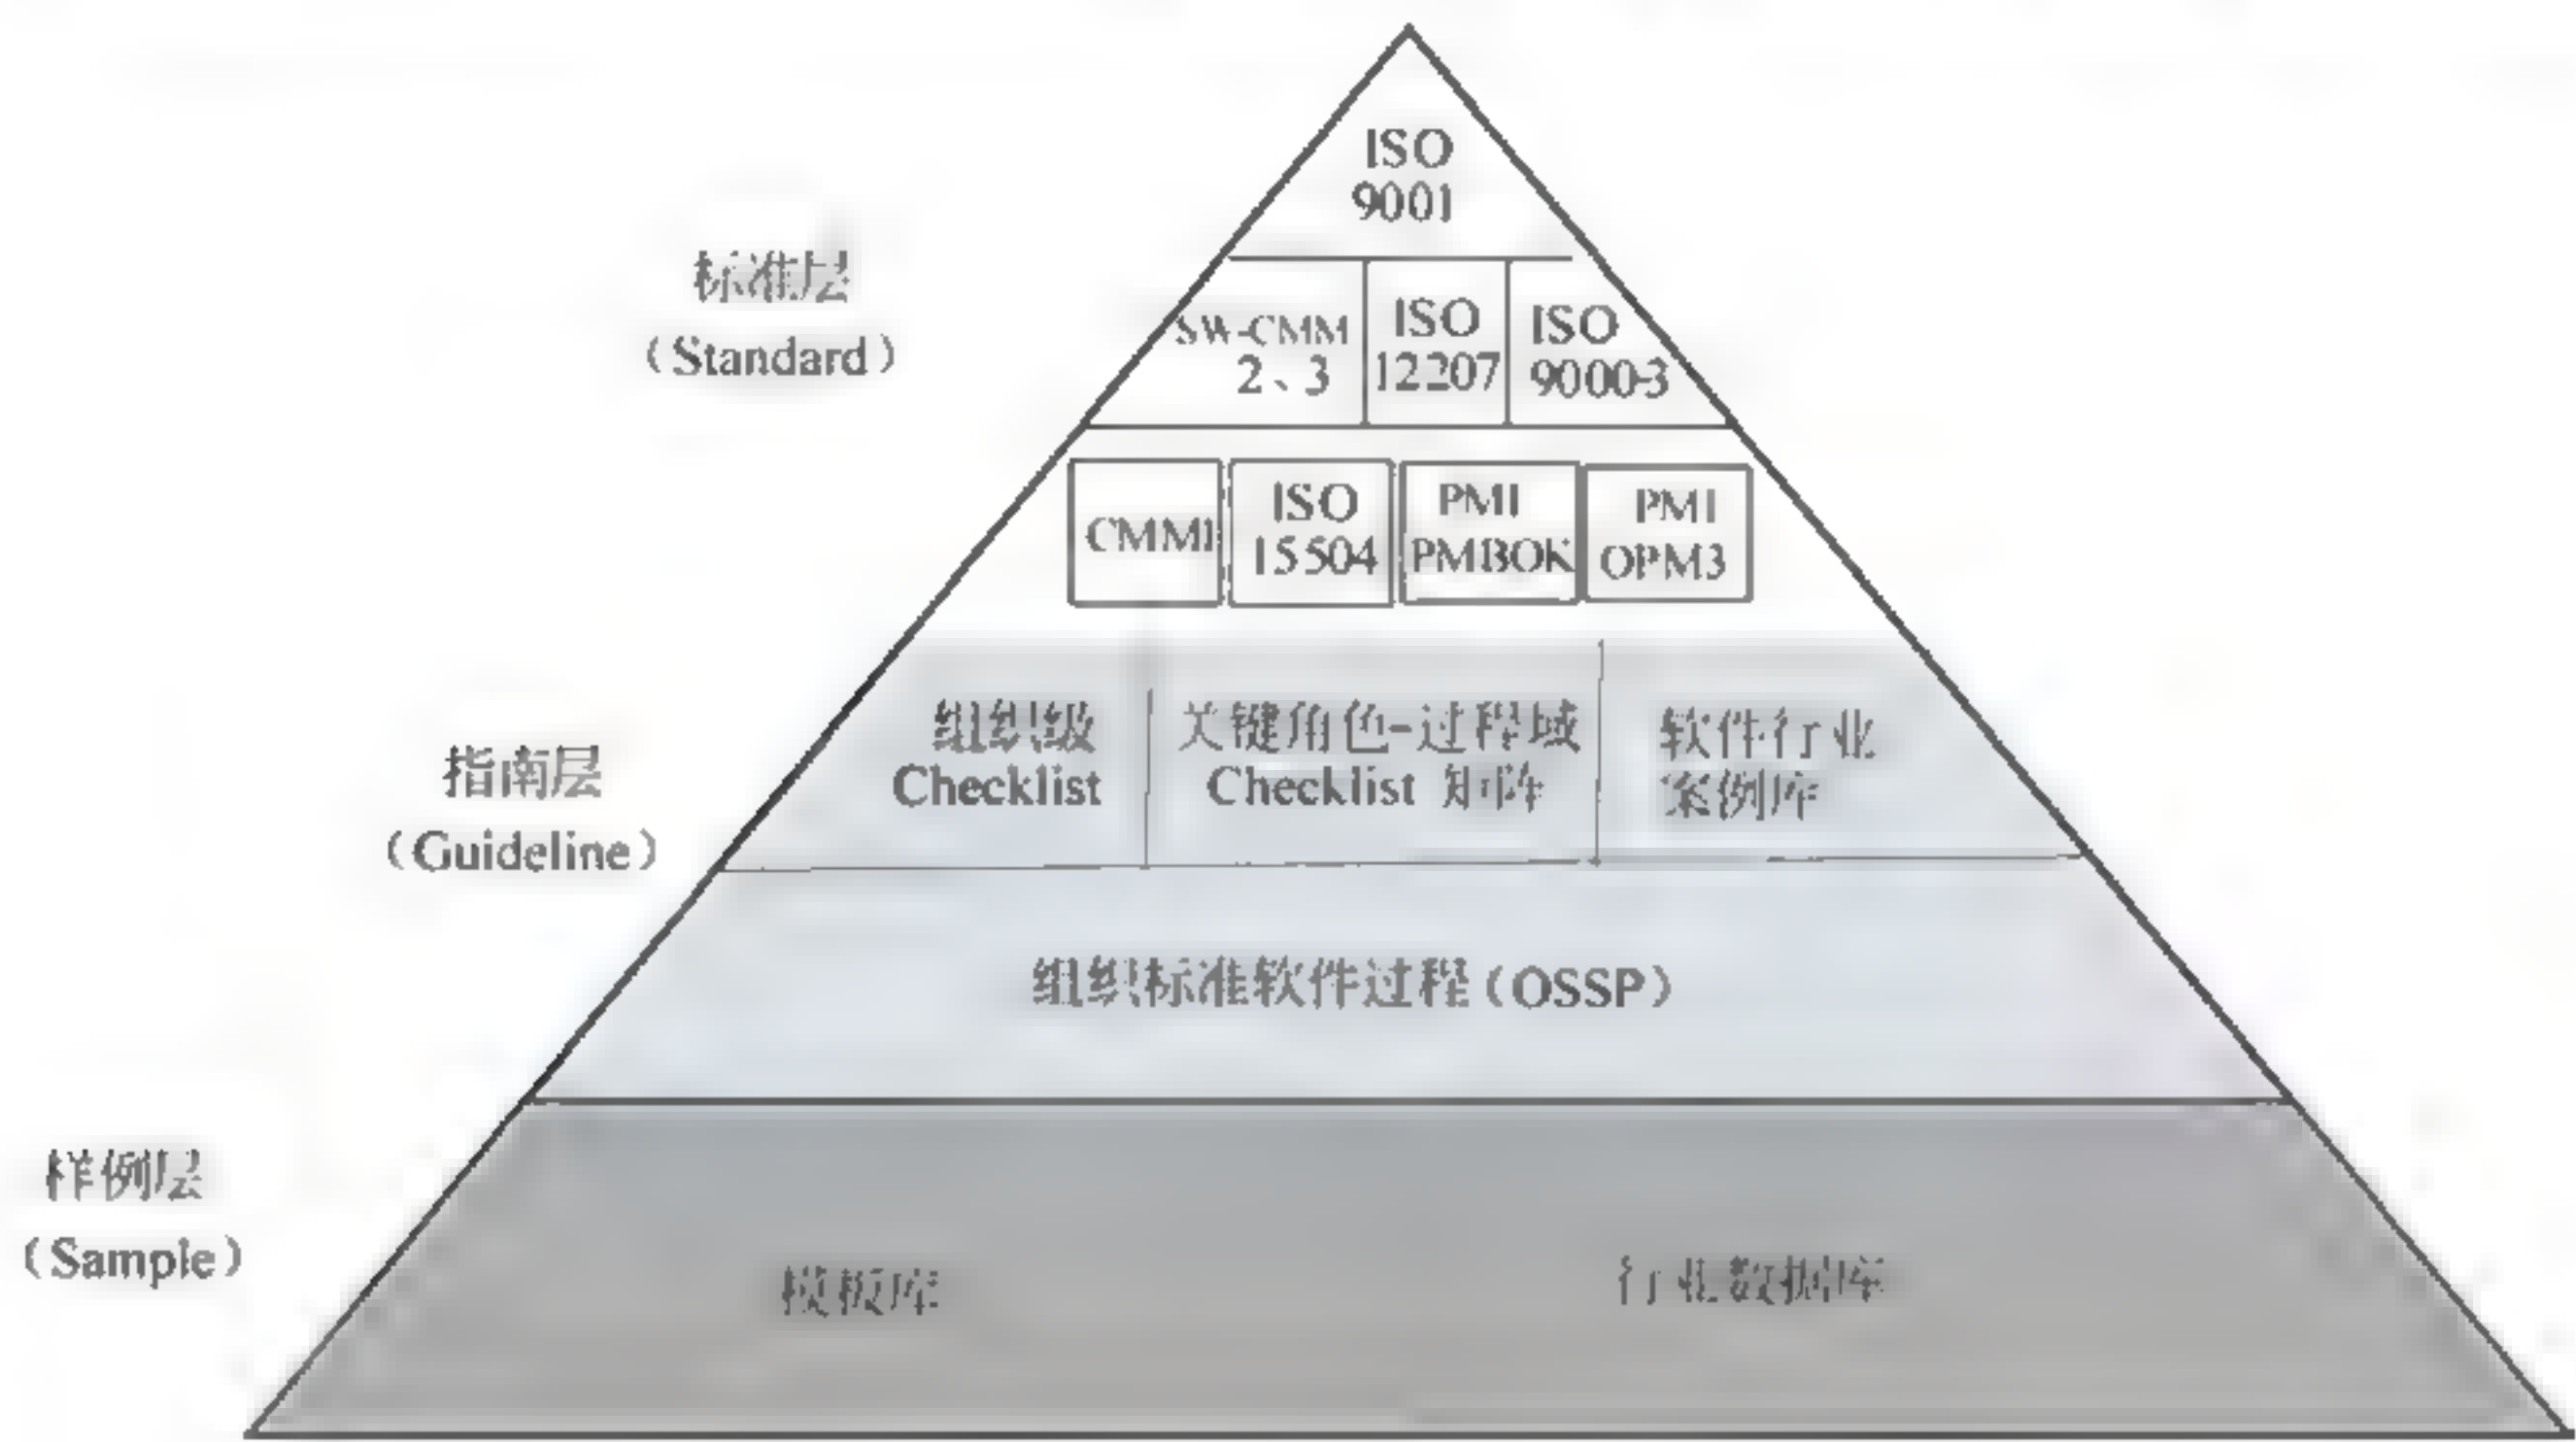 ISO
9001
标准层
(Standard)
SW-CMM
2、3
ISO
12207
ISO
9000-3
CMMI
ISO
15504
PMI
PMBOK
PMI
OPM3
指南层
(Guideline)
组织级
Checklist
关键角色-过程域
Checklist 矩阵
软件行业
案例库
组织标准软件过程(OSSP)
样例层
(Sample)
模板库
行业数据库